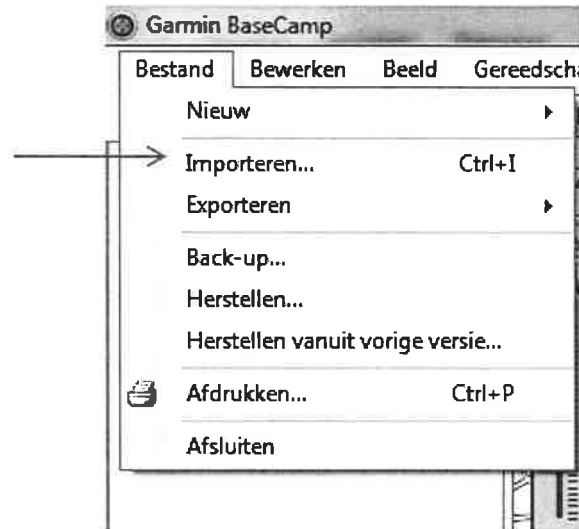 Garmin BaseCamp
Bestand Bewerken Beeld Gereedscha
Nieuw
Importeren... Ctrl+I
Exporteren
Back-up...
Herstellen...
Herstellen vanuit vorige versie...
Afdrukken... Ctrl+P
Afsluiten